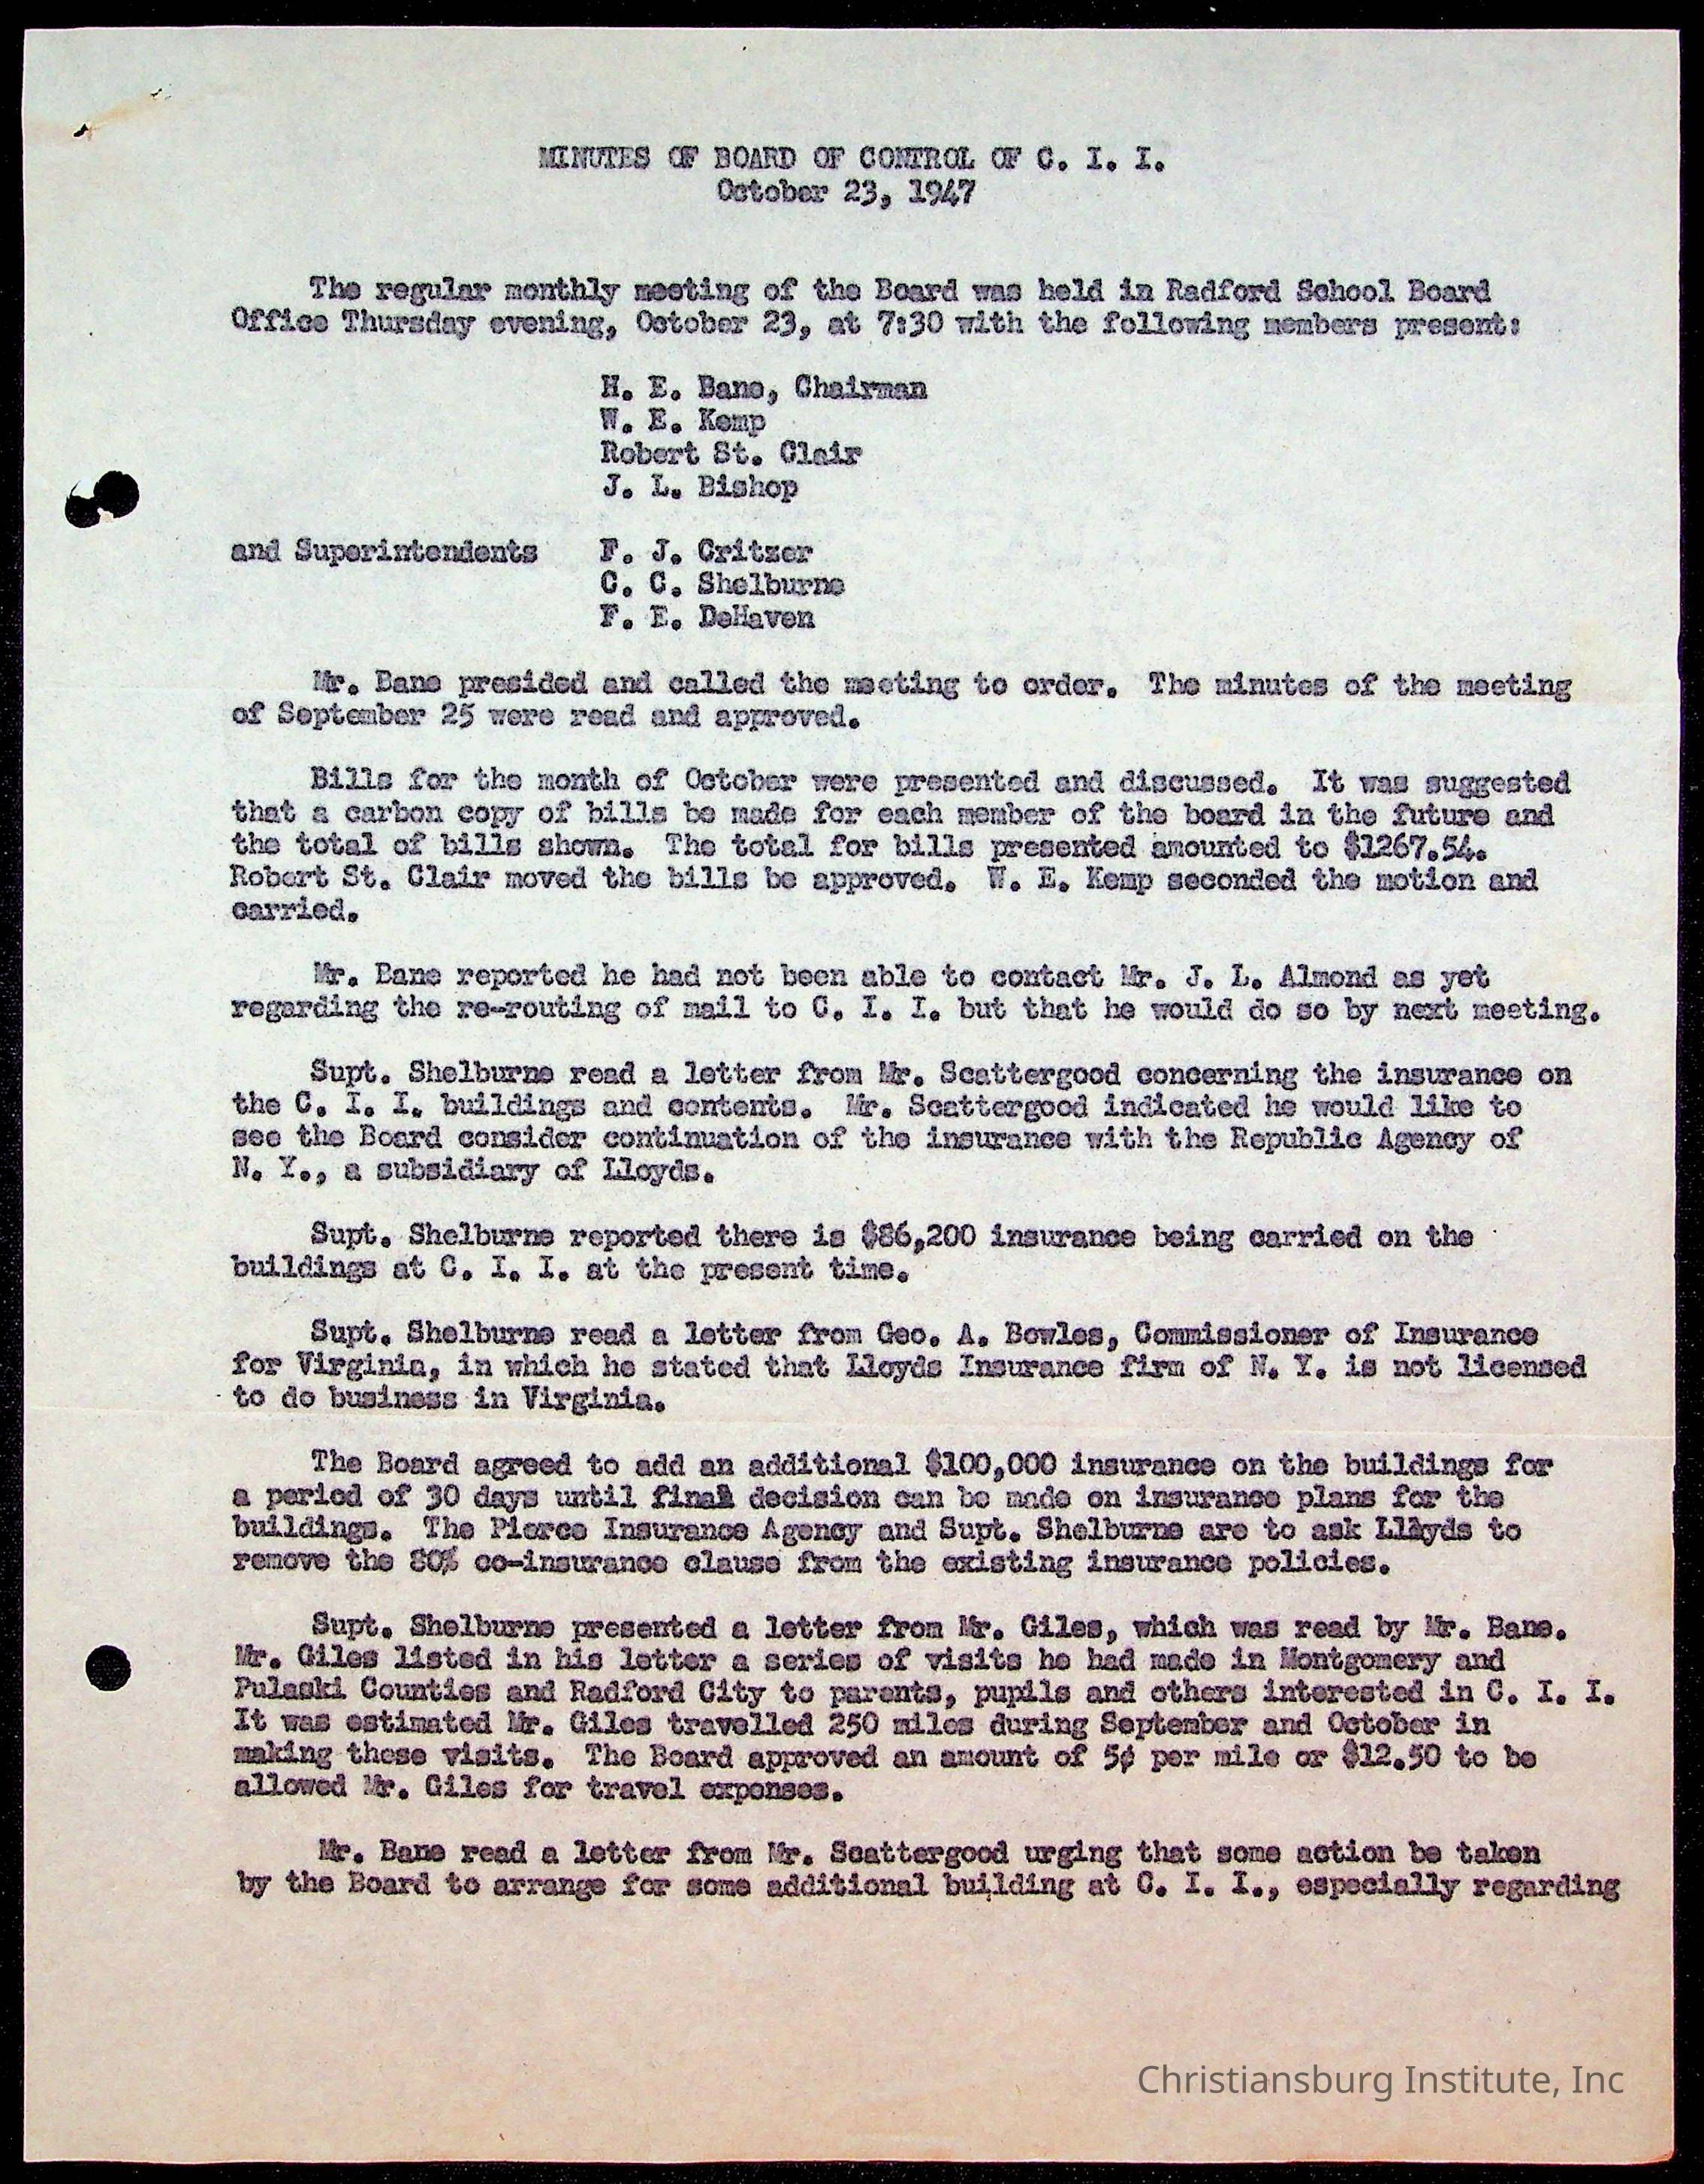 MINUTES OF BOARD OF CONTROL OF C. I. I.
October 23, 1947
The regular monthly meeting of the Board was held in Radford School Board
Office Thursday evening, October 23, at 7:30 with the following members present:
H. E. Bane, Chairman
W. E. Kemp
Robert St. Clair
J. L. Bishop
and Superintendents F. J. Critzer
C. C. Shelburne
F. E. DeHaven
Mr. Bane presided and called the meeting to order. The minutes of the meeting
of September 25 were read and approved.
Bills for the month of October were presented and discussed. It was suggested
that a carbon copy of bills be made for each member of the board in the future and
the total of bills shown. The total for bills presented amounted to $1267.54.
Robert St. Clair moved the bills be approved. W. E. Kemp seconded the motion and
carried.
Mr. Bane reported he had not been able to contact Mr. J. L. Almond as yet
regarding the re-routing of mail to C. I. I. but that he would do so by next meeting.
Supt. Shelburne read a letter from Mr. Scattergood concerning the insurance on
the C. I. I. buildings and contents. Mr. Scattergood indicated he would like to
see the Board consider continuation of the insurance with the Republic Agency of
N. Y., a subsidiary of Lloyds.
Supt. Shelburne reported there is $86,200 insurance being carried on the
buildings at C. I. I. at the present time.
Supt. Shelburne read a letter from Geo. A. Bowles, Commissioner of Insurance
for Virginia, in which he stated that Lloyds Insurance firm of N. Y. is not licensed
to do business in Virginia.
The Board agreed to add an additional $100,000 insurance on the buildings for
a period of 30 days until final decision can be made on insurance plans for the
buildings. The Pierce Insurance Agency and Supt. Shelburne are to ask Lloyds to
remove the 80% co-insurance clause from the existing insurance policies.
Supt. Shelburne presented a letter from Mr. Giles, which was read by Mr. Bane.
Mr. Giles listed in his letter a series of visits he had made in Montgomery and
Pulaski Counties and Radford City to parents, pupils and others interested in C. I. I.
It was estimated Mr. Giles travelled 250 miles during September and October in
making these visits. The Board approved an amount of 5¢ per mile or $12.50 to be
allowed Mr. Giles for travel expenses.
Mr. Bane read a letter from Mr. Scattergood urging that some action be taken
by the Board to arrange for some additional building at C. I. I., especially regarding
Christiansburg Institute, Inc